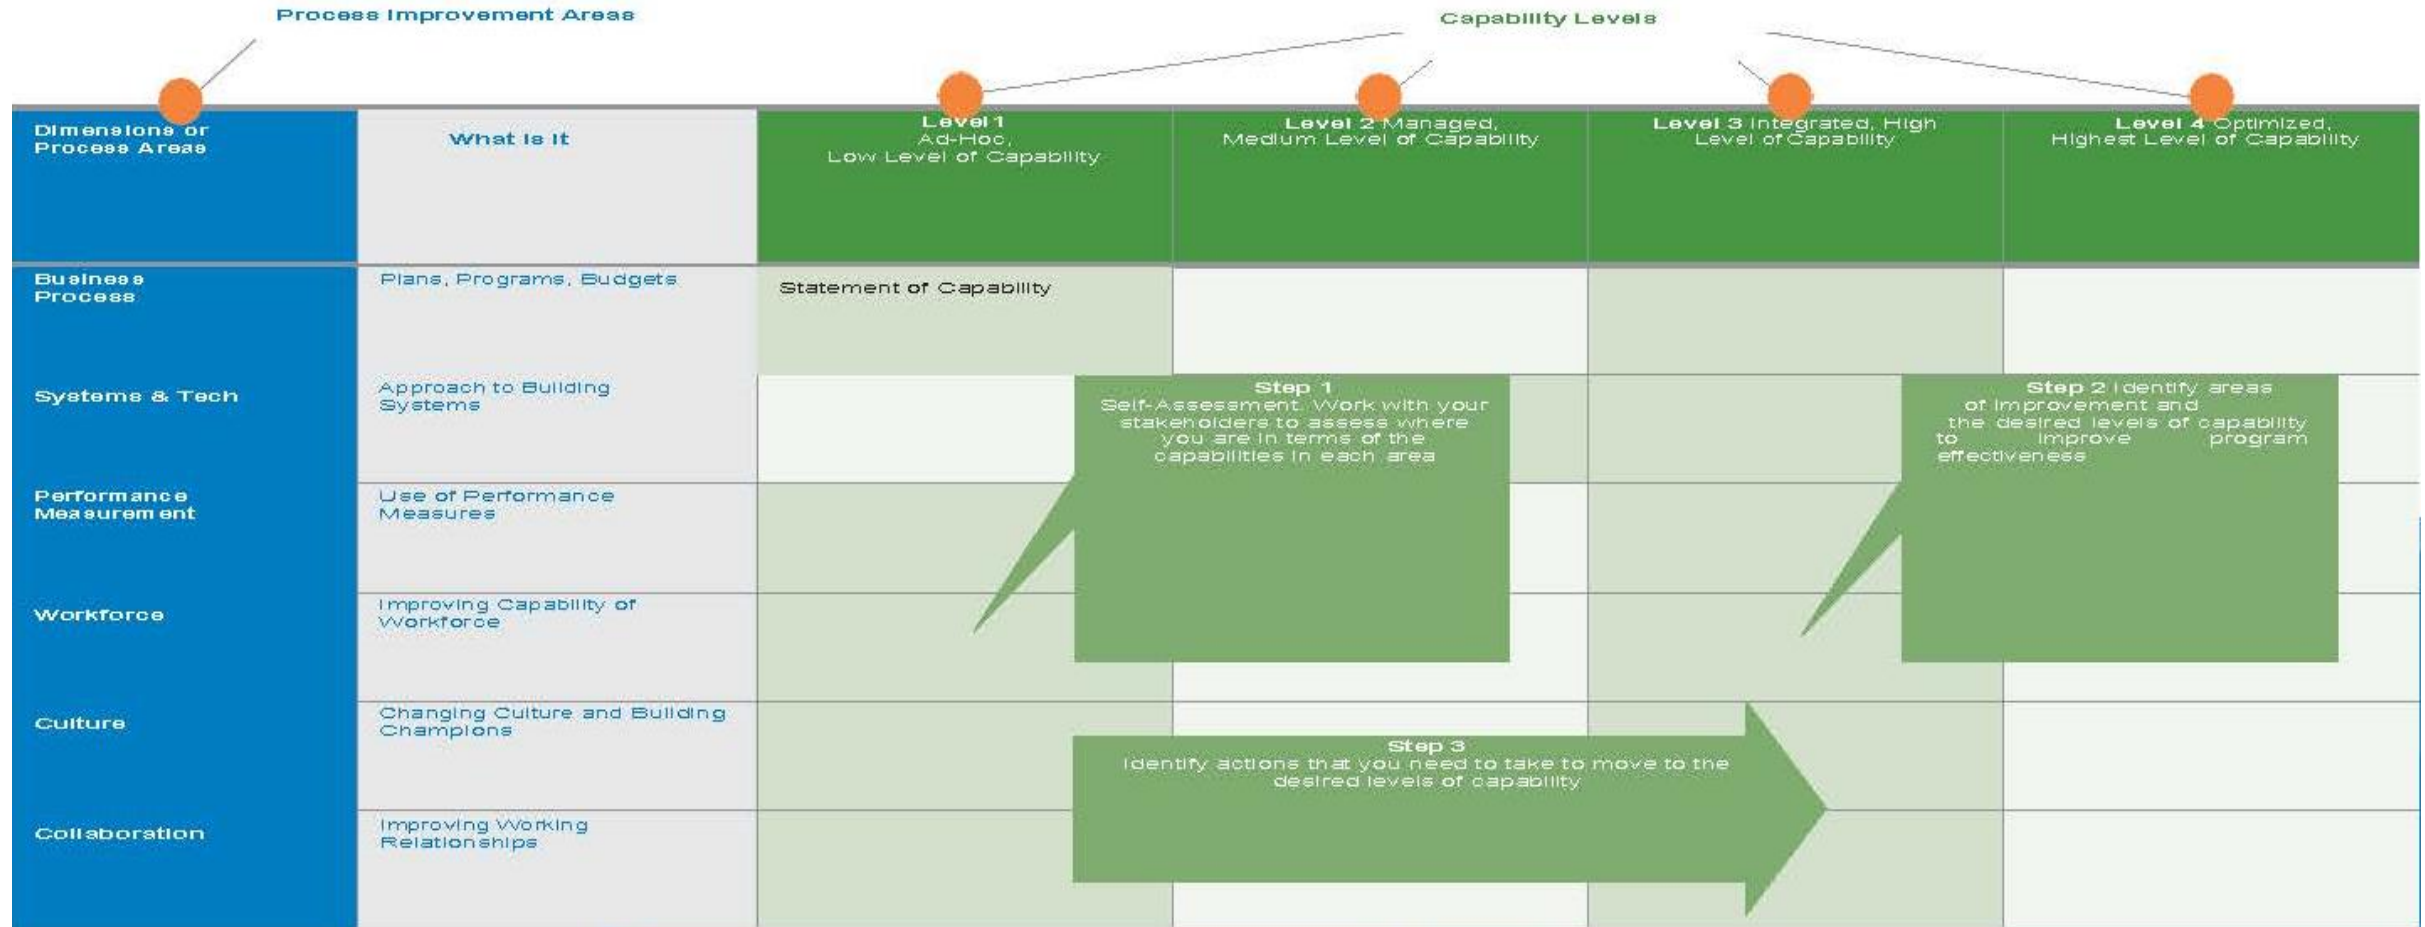 Process Improvement Areas
Capability Levels
Dimensions or
Process Areas
What Is It
Level 1
Ad-Hoc,
Low Level of Capability
Level 2 Managed,
Medium Level of Capability
Level 3 Integrated, High
Level of Capability
Level 4 Optimized,
Highest Level of Capability
Business
Process
Plans, Programs, Budgets
Statement of Capability
Systems & Tech
Approach to Building
Systems
Step 1
Self-Assessment. Work with your
stakeholders to assess where
you are in terms of the
capabilities in each area
Step 2 Identify areas
of improvement and
the desired levels of capability
to improve program
effectiveness
Performance
Measurement
Use of Performance
Measures
Workforce
Improving Capability of
Workforce
Culture
Changing Culture and Building
Champions
Step 3
Identify actions that you need to take to move to the
desired levels of capability
Collaboration
Improving Working
Relationships